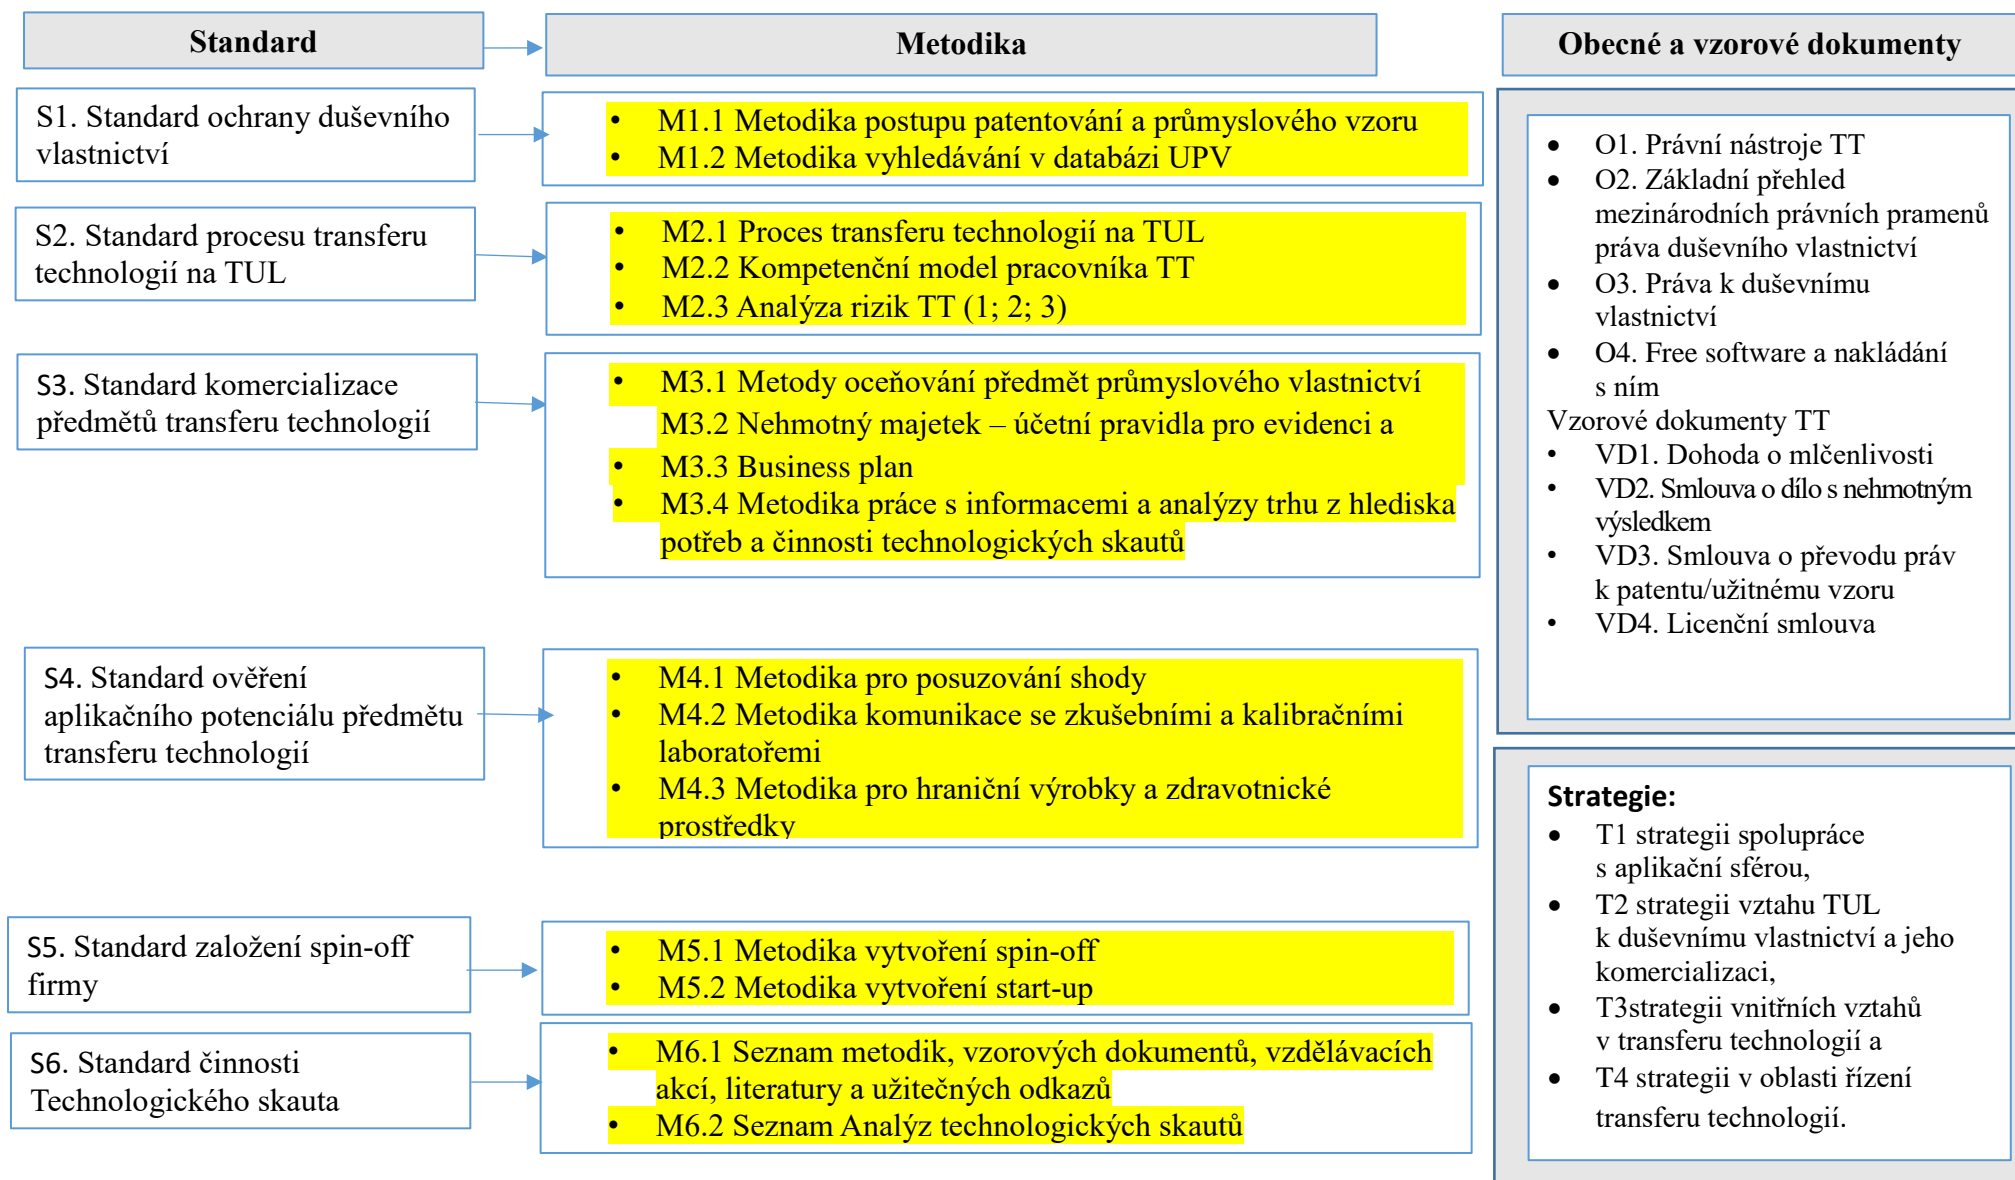 Standard
Metodika
Obecné a vzorové dokumenty
S1. Standard ochrany duševního
vlastnictví
• M1.1 Metodika postupu patentování a průmyslového vzoru
• M1.2 Metodika vyhledávání v databázi UPV
S2. Standard procesu transferu
technologií na TUL
• M2.1 Proces transferu technologií na TUL
• M2.2 Kompetenční model pracovníka TT
• M2.3 Analýza rizik TT (1; 2; 3)
S3. Standard komercializace
předmětů transferu technologií
• M3.1 Metody oceňování předmět průmyslového vlastnictví
M3.2 Nehmotný majetek – účetní pravidla pro evidenci a
• M3.3 Business plan
• M3.4 Metodika práce s informacemi a analýzy trhu z hlediska
potřeb a činnosti technologických skautů
S4. Standard ověření
aplikačního potenciálu předmětu
transferu technologií
• M4.1 Metodika pro posuzování shody
• M4.2 Metodika komunikace se zkušebními a kalibračními
laboratořemi
• M4.3 Metodika pro hraniční výrobky a zdravotnické
prostředky
S5. Standard založení spin-off
firmy
• M5.1 Metodika vytvoření spin-off
• M5.2 Metodika vytvoření start-up
S6. Standard činnosti
Technologického skauta
• M6.1 Seznam metodik, vzorových dokumentů, vzdělávacích
akcí, literatury a užitečných odkazů
• M6.2 Seznam Analýz technologických skautů
• O1. Právní nástroje TT
• O2. Základní přehled
mezinárodních právních pramenů
práva duševního vlastnictví
• O3. Práva k duševnímu
vlastnictví
• O4. Free software a nakládání
s ním
Vzorové dokumenty TT
• VD1. Dohoda o mlčenlivosti
• VD2. Smlouva o dílo s nehmotným
výsledkem
• VD3. Smlouva o převodu práv
k patentu/užitnému vzoru
• VD4. Licenční smlouva
Strategie:
• T1 strategii spolupráce
s aplikační sférou,
• T2 strategii vztahu TUL
k duševnímu vlastnictví a jeho
komercializaci,
• T3strategii vnitřních vztahů
v transferu technologií a
• T4 strategii v oblasti řízení
transferu technologií.